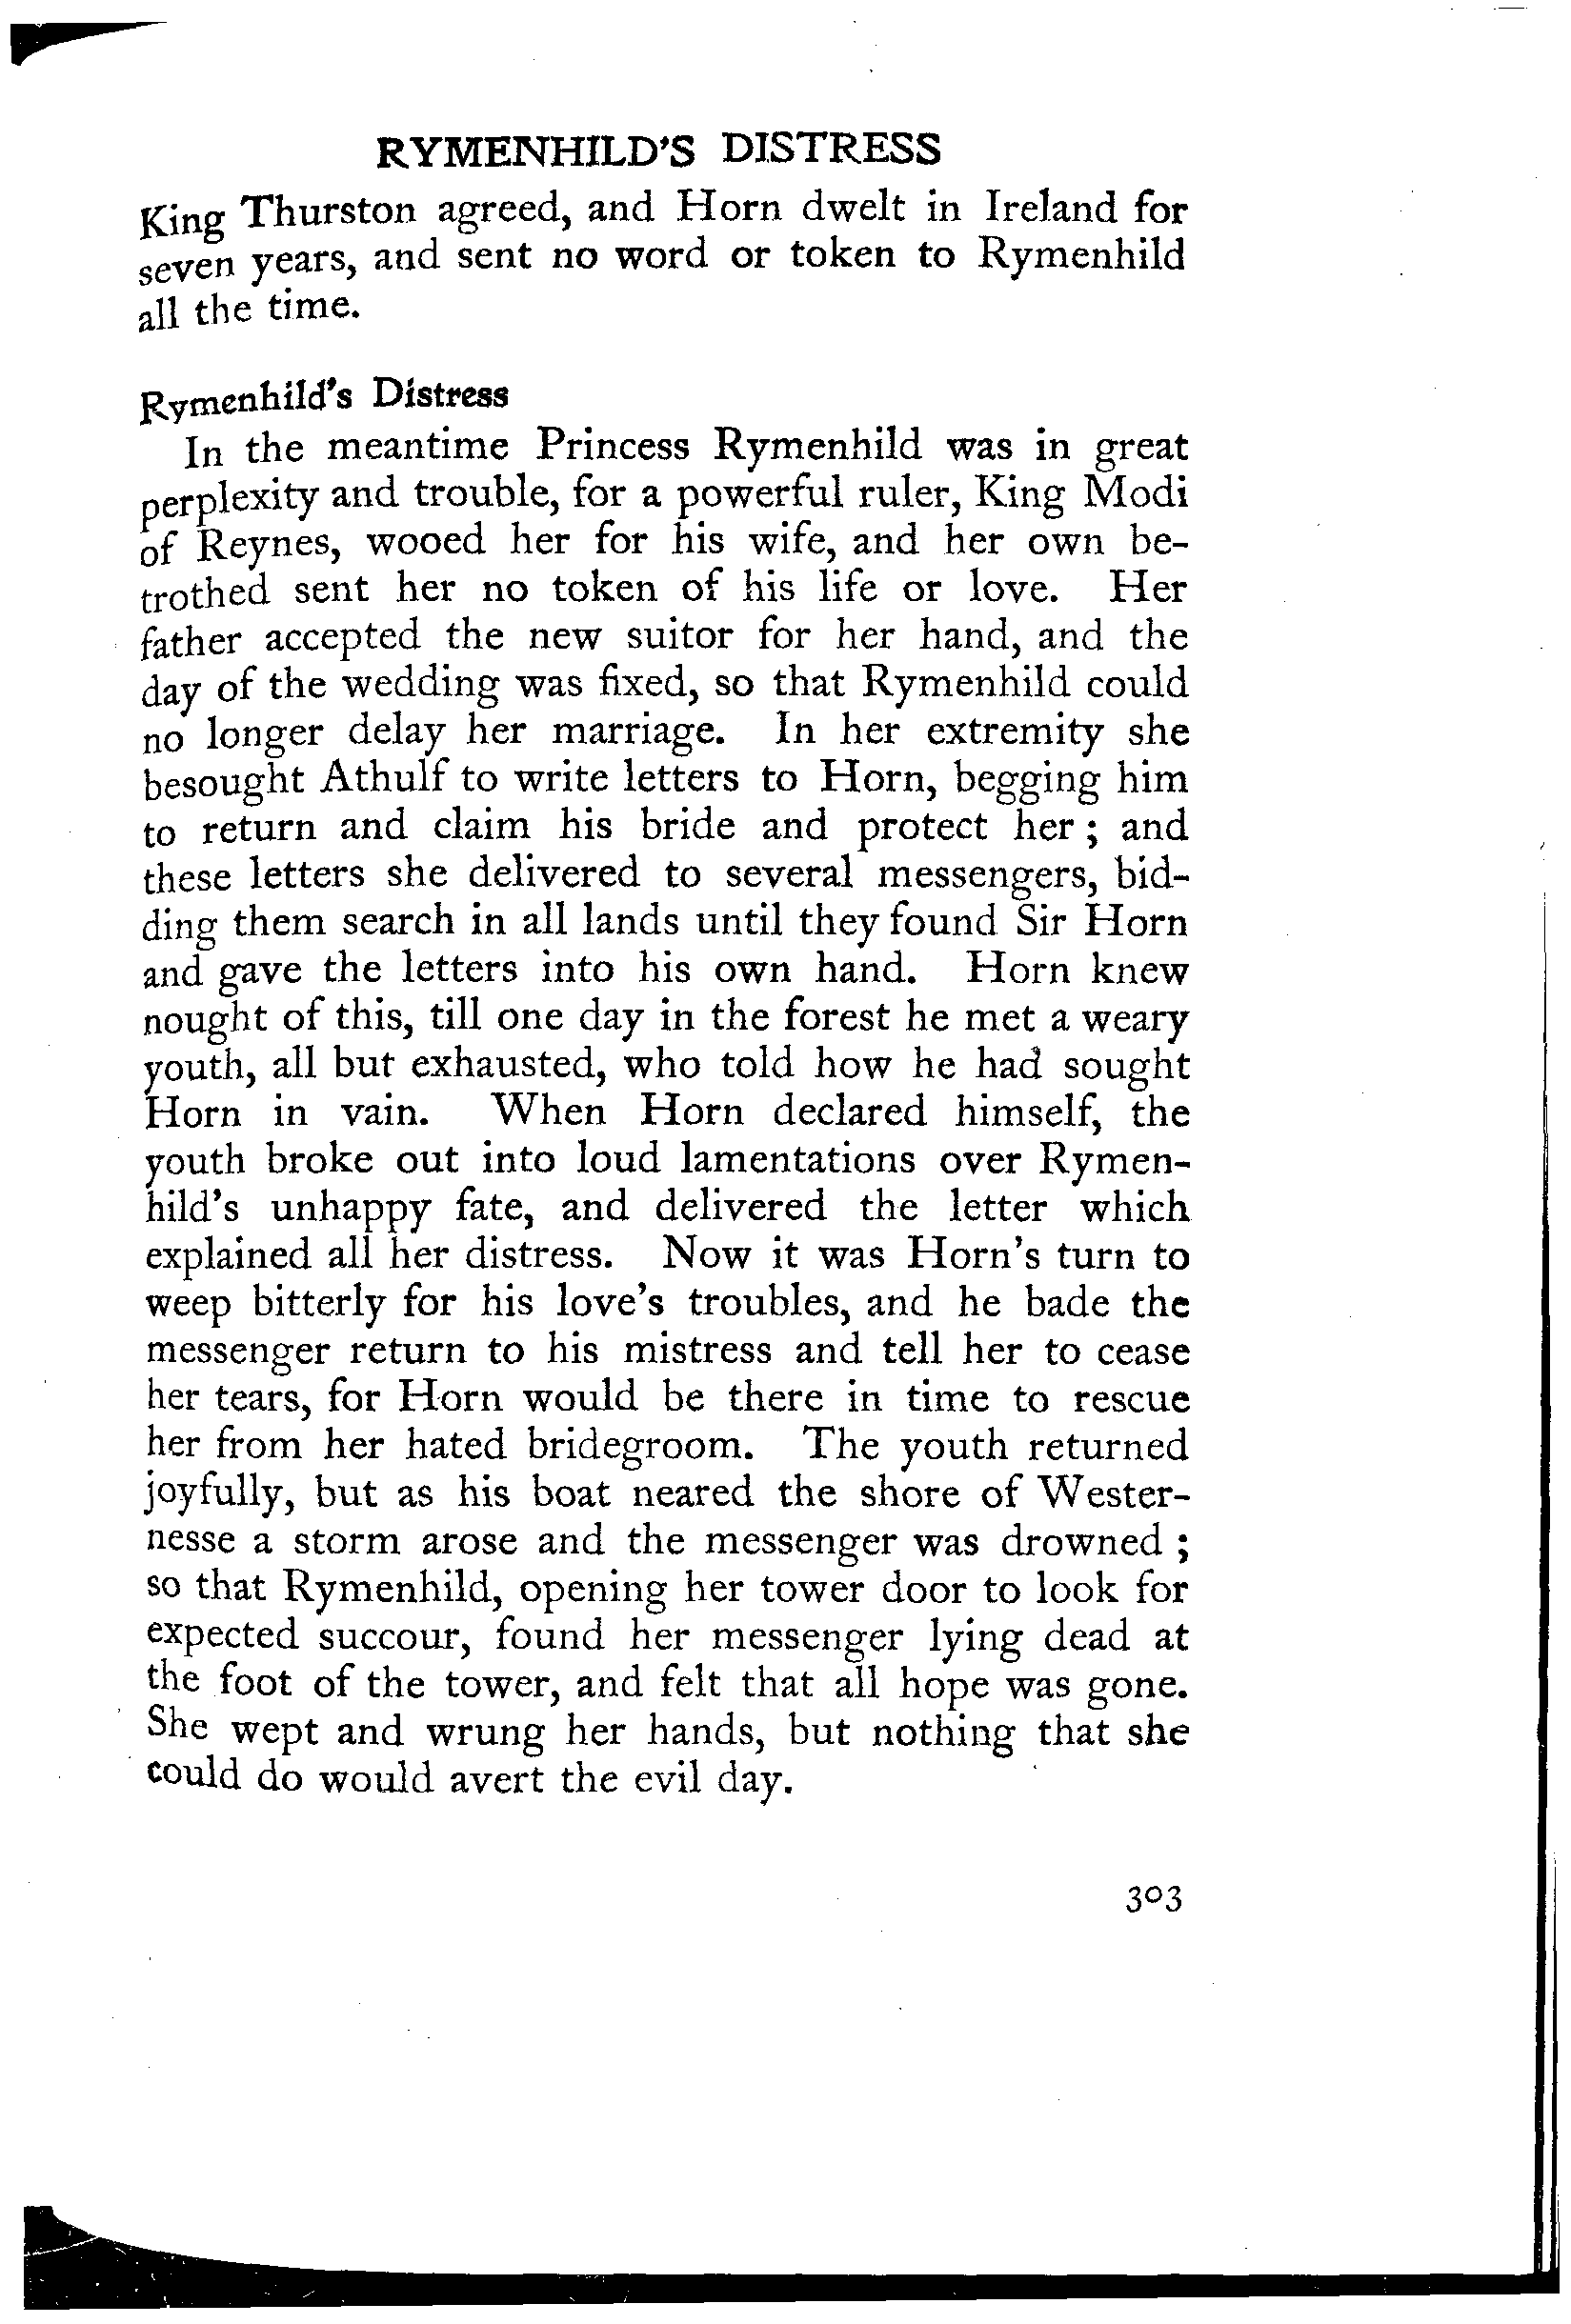 RYMENHILD'S DISTRESS
King Thurston agreed, and Horn dwelt in Ireland for
seven years, and sent no word or token to Rymenhild
all the time.
Rymenhild's Distress
In the meantime Princess Rymenhild was in great
perplexity and trouble, for a powerful ruler, King Modi
of Reynes, wooed her for his wife, and her own be-
trothed sent her no token of his life or love. Her
father accepted the new suitor for her hand, and the
day of the wedding was fixed, so that Rymenhild could
no longer delay her marriage. In her extremity she
besought Athulf to write letters to Horn, begging him
to return and claim his bride and protect her ; and
these letters she delivered to several messengers, bid-
ding them search in all lands until they found Sir Horn
and gave the letters into his own hand. Horn knew
nought of this, till one day in the forest he met a weary
youth, all but exhausted, who told how he had sought
Horn in vain. When Horn declared himself, the
youth broke out into loud lamentations over Rymen-
hild's unhappy fate, and delivered the letter which
explained all her distress. Now it was Horn's turn to
weep bitterly for his love's troubles, and he bade the
messenger return to his mistress and tell her to cease
her tears, for Horn would be there in time to rescue
her from her hated bridegroom. The youth returned
joyfully, but as his boat neared the shore of Wester-
nesse a storm arose and the messenger was drowned ;
so that Rymenhild, opening her tower door to look for
expected succour, found her messenger lying dead at
the foot of the tower, and felt that all hope was gone.
She wept and wrung her hands, but nothing that she
could do would avert the evil day.
303